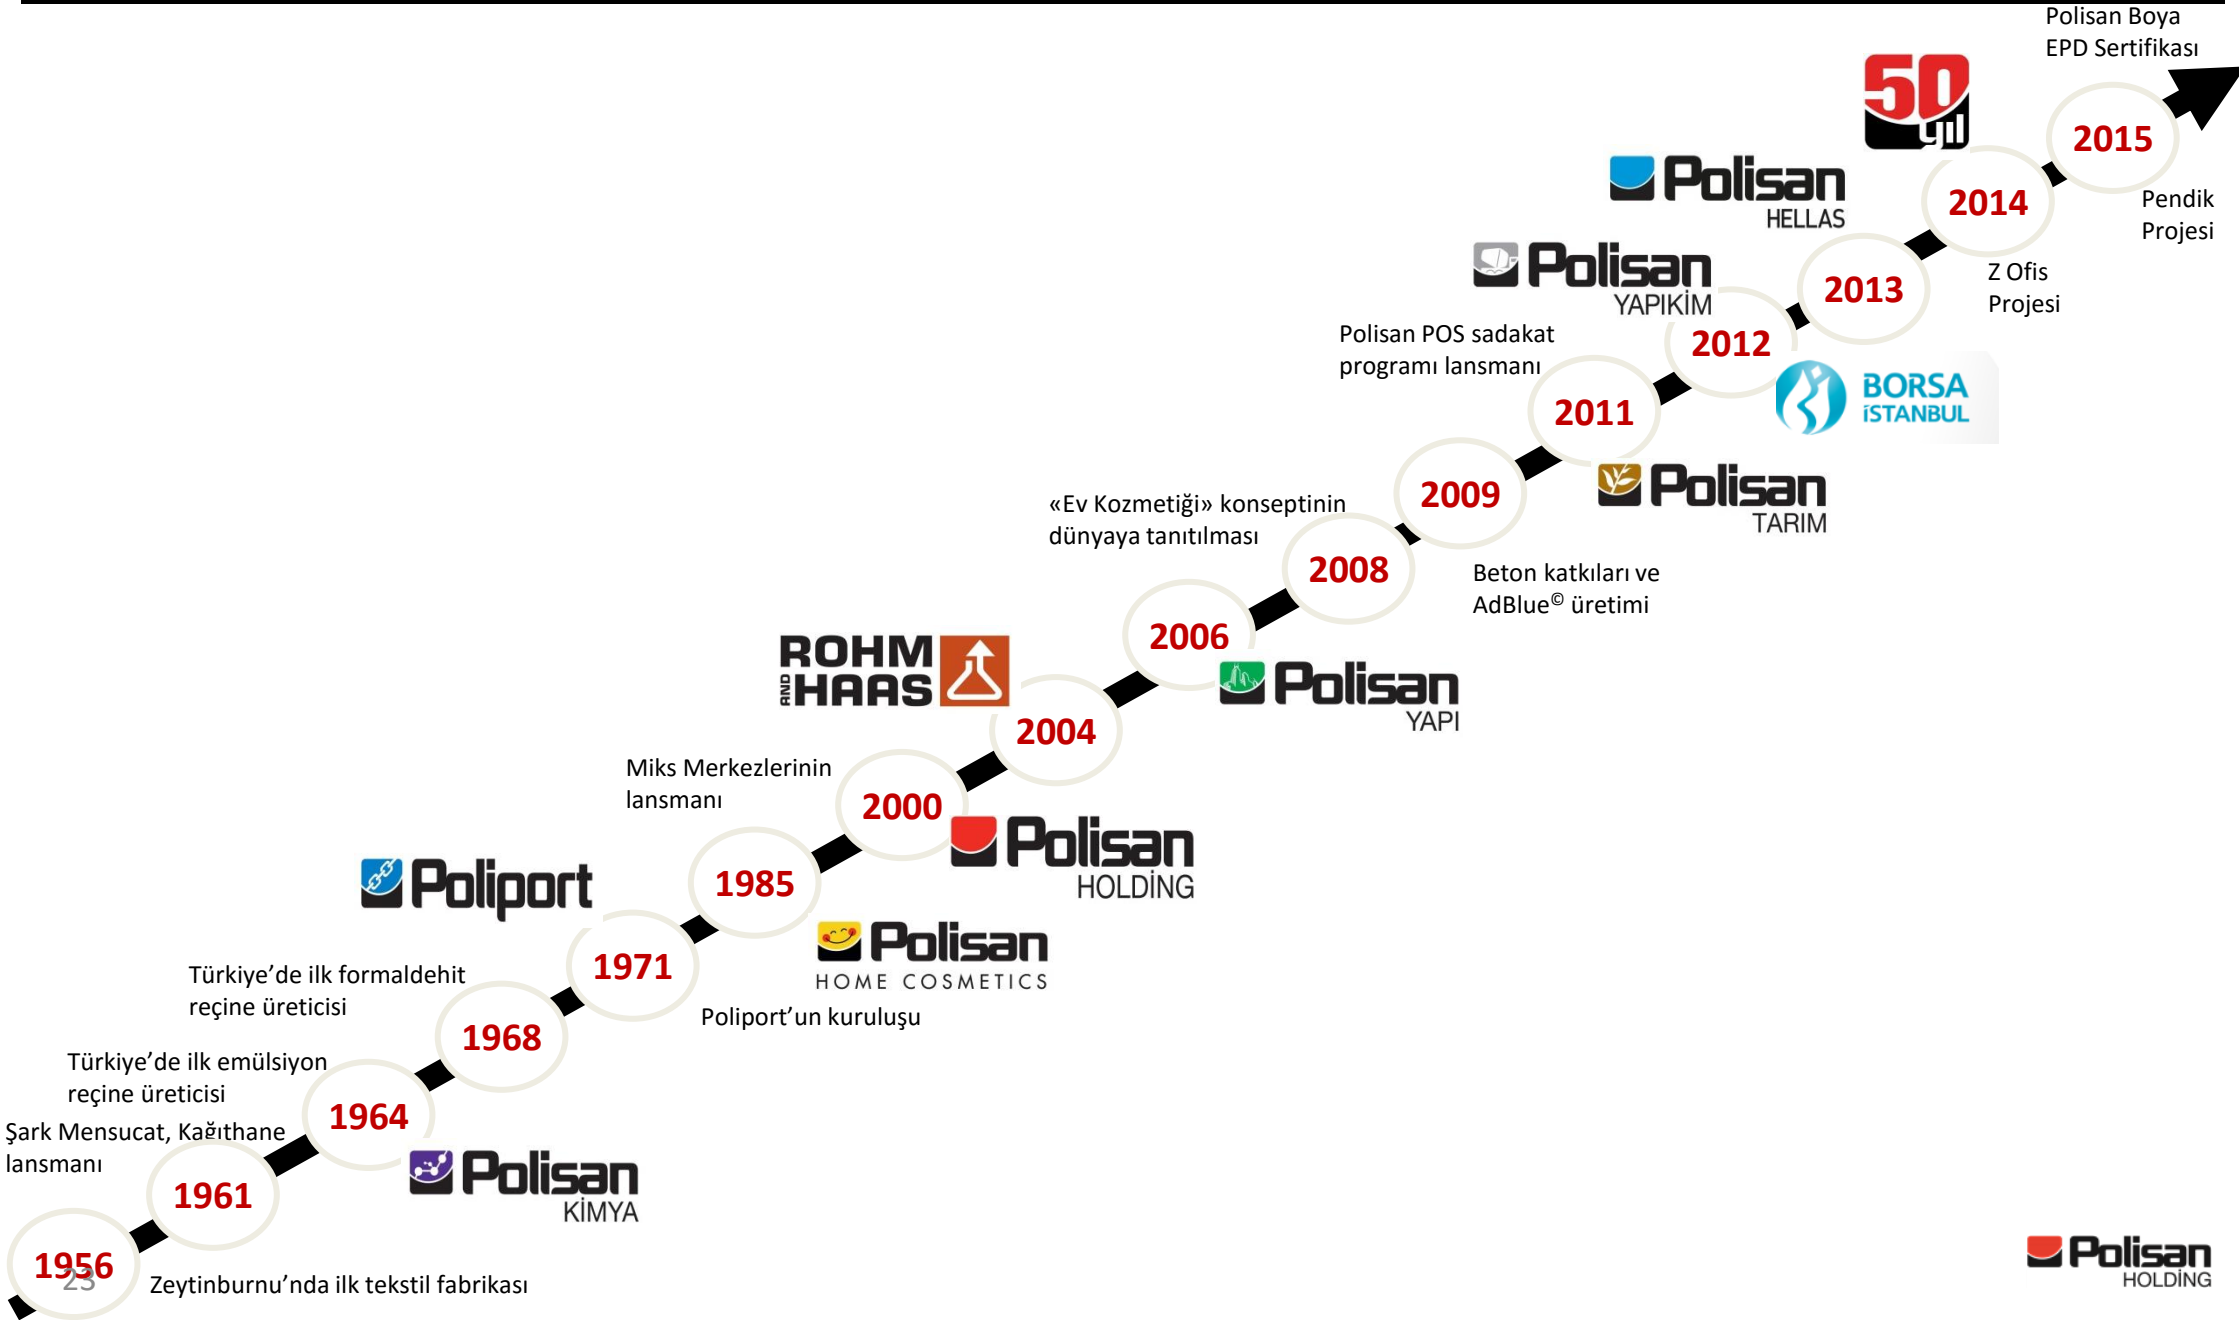 Polisan Boya
EPD Sertifikası
50
yıl
2015
Polisan
HELLAS
2014
Pendik
Projesi
Polisan
YAPIKİM
2013
Z Ofis
Projesi
Polisan POS sadakat
programı lansmanı
2012
BORSA
İSTANBUL
2011
Polisan
TARIM
«Ev Kozmetiği» konseptinin
dünyaya tanıtılması
2009
2008
Beton katkıları ve
AdBlue© üretimi
2006
ROHM
AND HAAS
Polisan
YAPI
2004
Miks Merkezlerinin
lansmanı
2000
Polisan
HOLDİNG
Poliport
1985
Polisan
HOME COSMETICS
1971
Poliport’un kuruluşu
Türkiye’de ilk formaldehit
reçine üreticisi
1968
Türkiye’de ilk emülsiyon
reçine üreticisi
1964
Şark Mensucat, Kağıthane
lansmanı
Polisan
KİMYA
1961
1956
23
Zeytinburnu’nda ilk tekstil fabrikası
Polisan
HOLDİNG